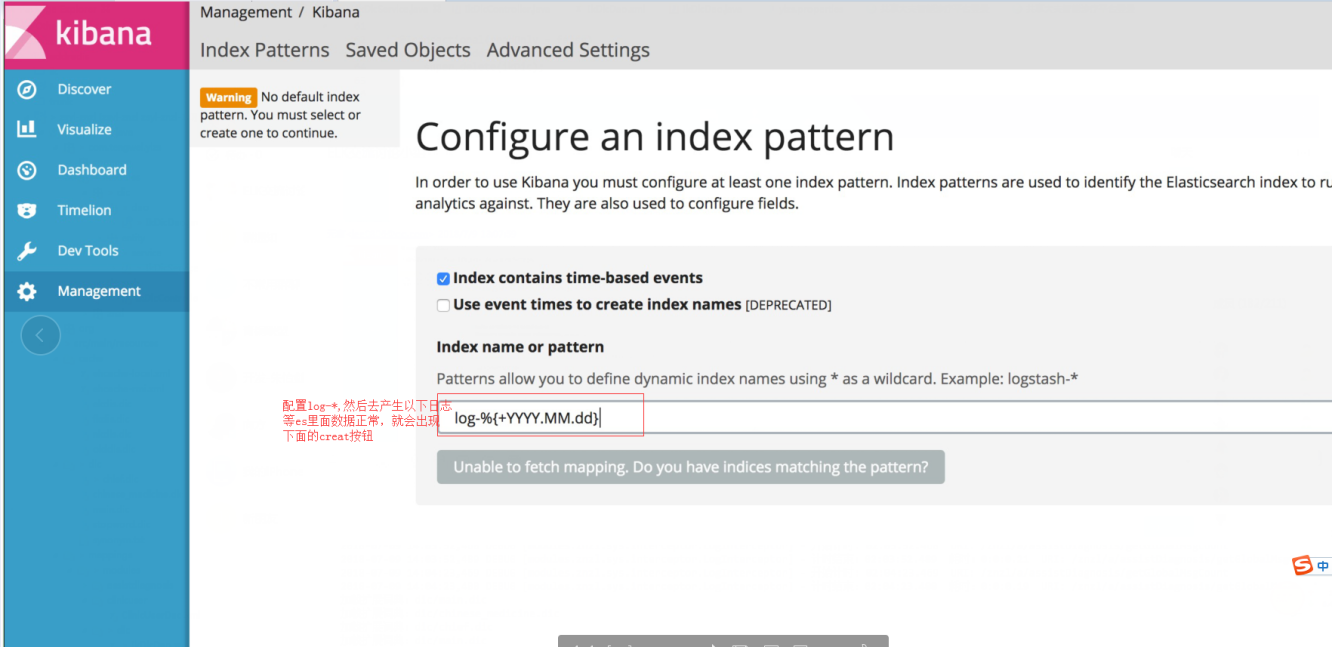 kibana
Management / Kibana
Index Patterns Saved Objects Advanced Settings
Discover
Visualize
Dashboard
Timelion
Dev Tools
Management
Warning No default index
pattern. You must select or
create one to continue.
Configure an index pattern
In order to use Kibana you must configure at least one index pattern. Index patterns are used to identify the Elasticsearch index to ru
analytics against. They are also used to configure fields.
Index contains time-based events
Use event times to create index names [DEPRECATED]
Index name or pattern
Patterns allow you to define dynamic index names using * as a wildcard. Example: logstash-*
配置log-*,然后去产生以下日志
等es里面数据正常，就会出现
下面的creat按钮
log-%{+YYYY.MM.dd}
Unable to fetch mapping. Do you have indices matching the pattern?
S 中